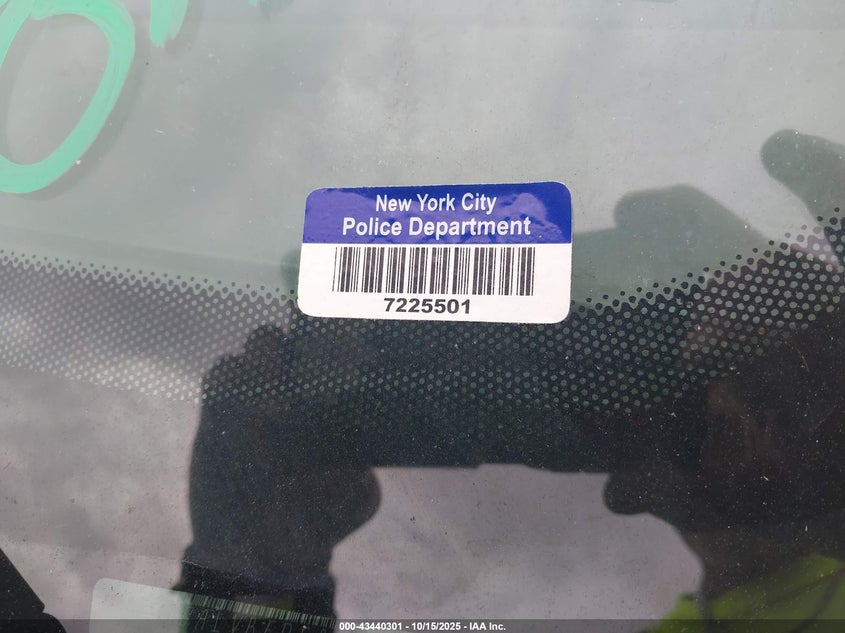 New York City
Police Department
7225501
000-43440301 - 10/15/2025 - IAA Inc.